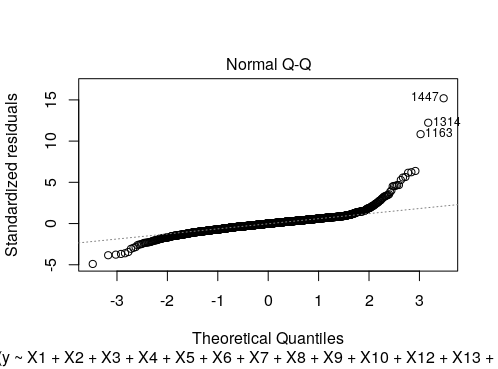 Normal Q-Q
Standardized residuals
15
10
5
0
-5
1447
1314
1163
-3 -2 -1 0 1 2 3
Theoretical Quantiles
(y ~ X1 + X2 + X3 + X4 + X5 + X6 + X7 + X8 + X9 + X10 + X12 + X13 +